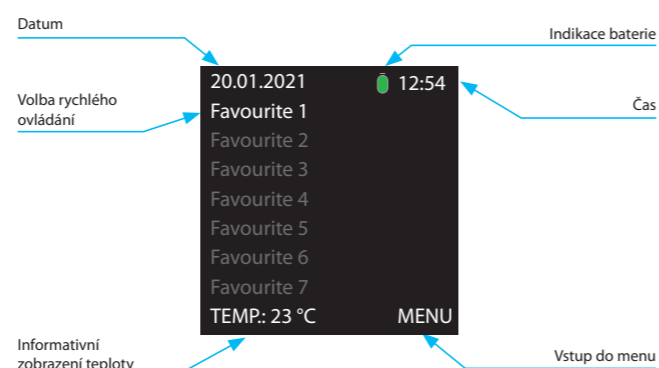 Datum
Indikace baterie
20.01.2021 12:54
Volba rychlého
ovládání
Čas
Favourite 1
Favourite 2
Favourite 3
Favourite 4
Favourite 5
Favourite 6
Favourite 7
TEMP.: 23 °C MENU
Informativní
zobrazení teploty
Vstup do menu